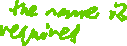 the name is
required